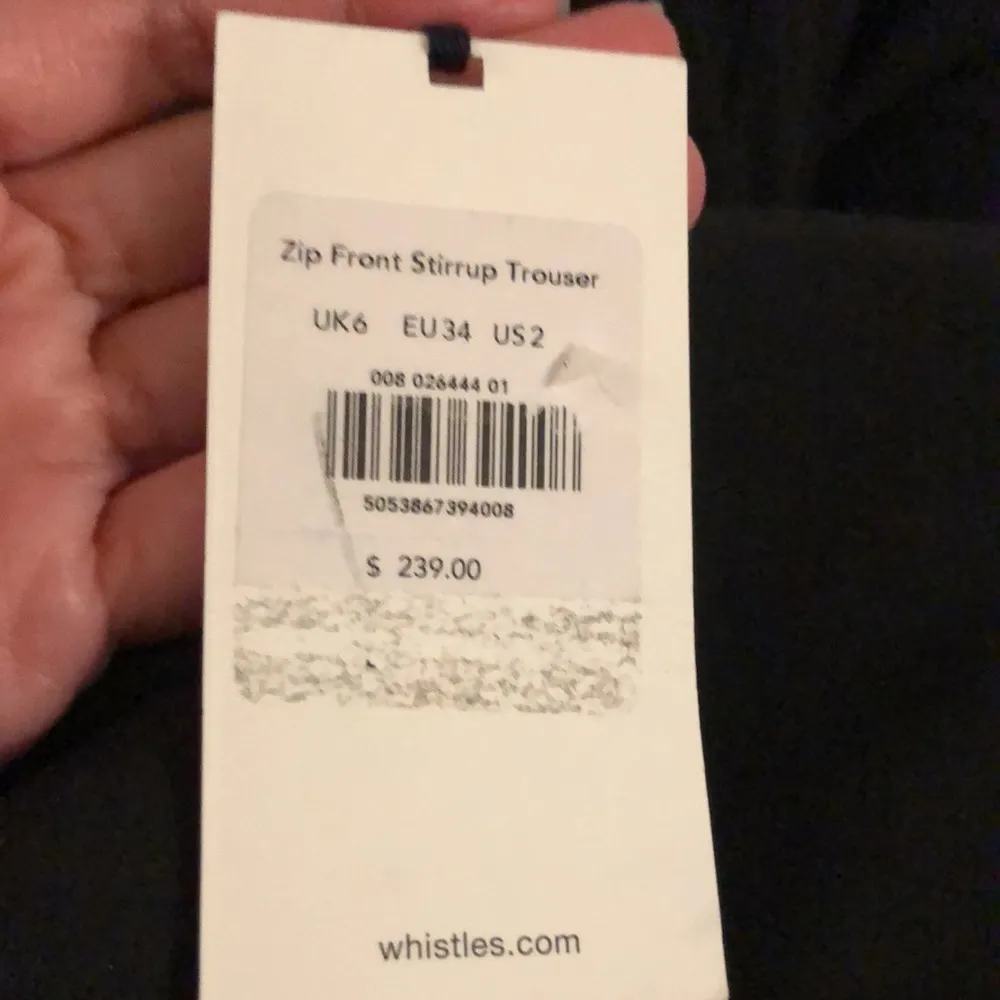 Zip Front Stirrup Trouser
UK6 EU34 US2
008 026444 01
5053867394008
$ 239.00
whistles.com